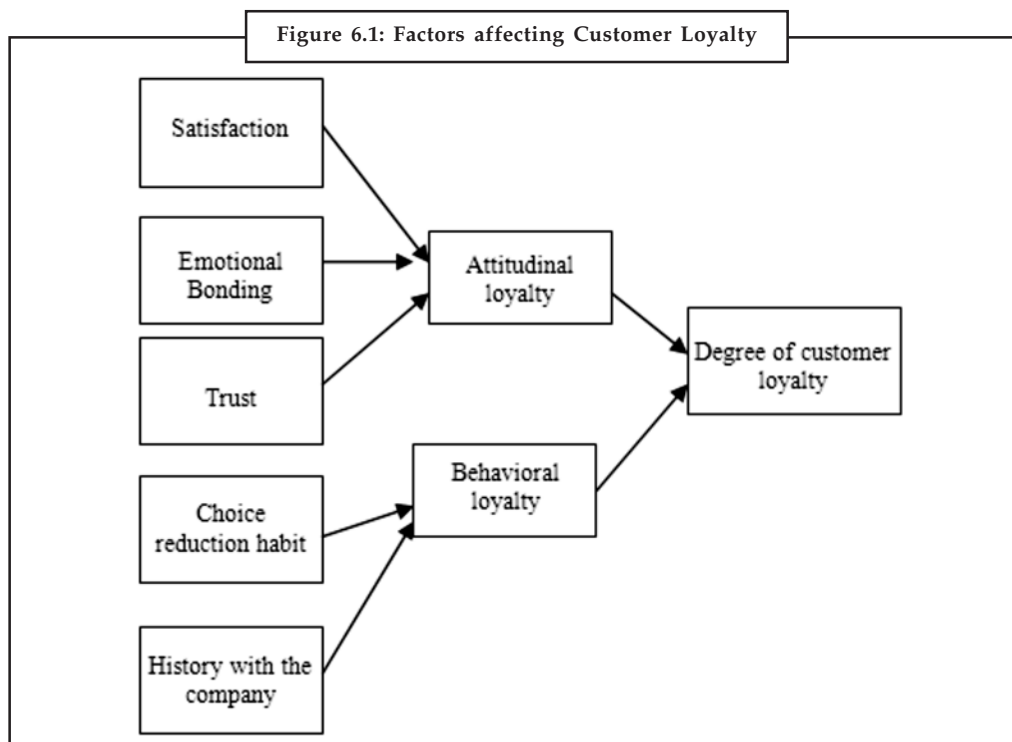 Figure 6.1: Factors affecting Customer Loyalty
Satisfaction
Emotional
Bonding
Trust
Choice
reduction habit
History with the
company
Attitudinal
loyalty
Behavioral
loyalty
Degree of customer
loyalty